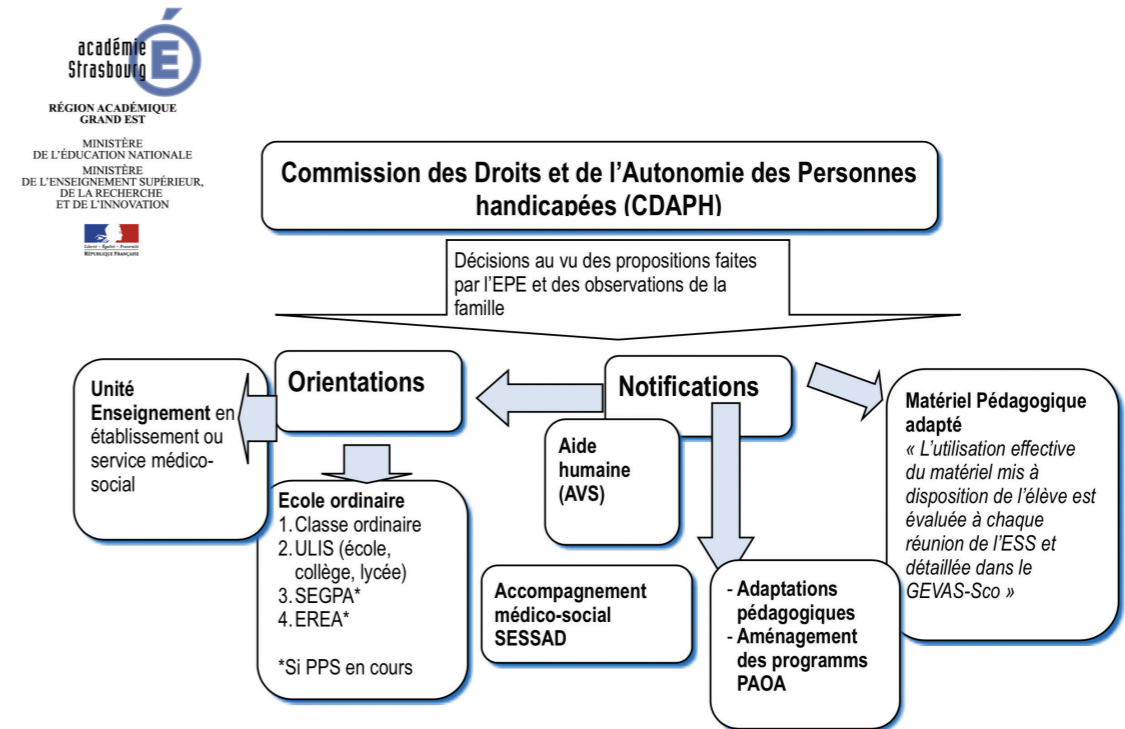 académie
Strasbourg
É
RÉGION ACADÉMIQUE
GRAND EST
MINISTÈRE
DE L'ÉDUCATION NATIONALE
MINISTÈRE
DE L'ENSEIGNEMENT SUPÉRIEUR,
DE LA RECHERCHE
ET DE L'INNOVATION
Liberté • Égalité • Fraternité
RÉPUBLIQUE FRANÇAISE
Commission des Droits et de l'Autonomie des Personnes
handicapées (CDAPH)
Décisions au vu des propositions faites
par l'EPE et des observations de la
famille
Unité
Enseignement en
établissement ou
service médico-
social
Orientations
Notifications
Matériel Pédagogique
adapté
« L'utilisation effective
du matériel mis à
disposition de l'élève est
évaluée à chaque
réunion de l'ESS et
détaillée dans le
GEVAS-Sco »
Aide
humaine
(AVS)
Ecole ordinaire
1. Classe ordinaire
2. ULIS (école,
collège, lycée)
3. SEGPA*
4. EREA*
*Si PPS en cours
Accompagnement
médico-social
SESSAD
- Adaptations
pédagogiques
- Aménagement
des programms
PAOA